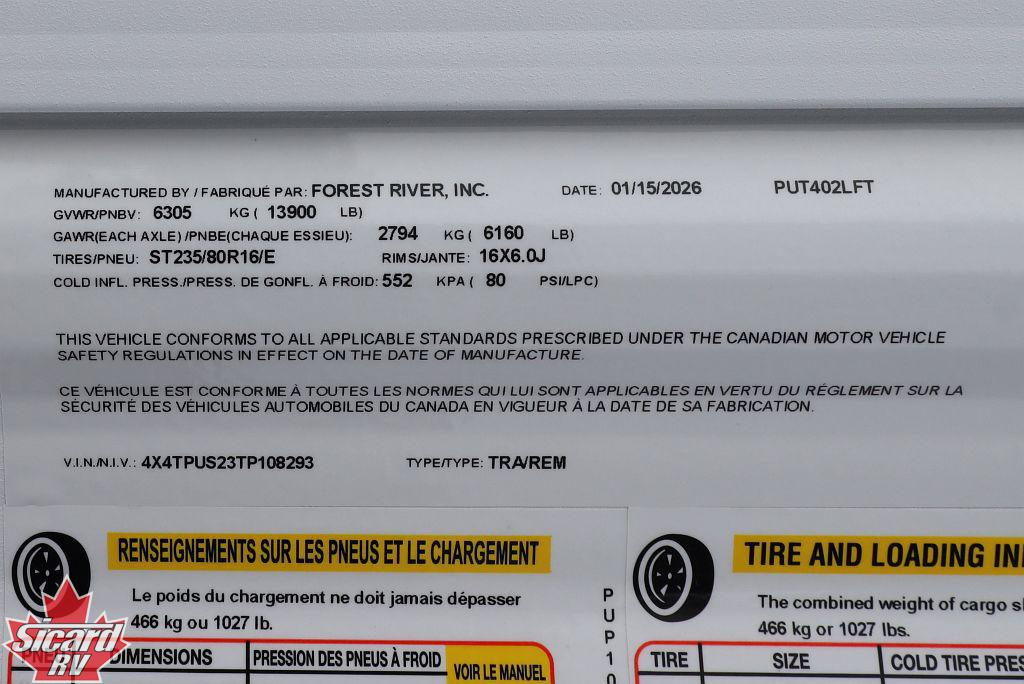 MANUFACTURED BY / FABRIQUÉ PAR: FOREST RIVER, INC. DATE: 01/15/2026 PUT402LFT
GVWR/PNBV: 6305 KG ( 13900 LB)
GAWR(EACH AXLE) /PNBE(CHAQUE ESSIEU): 2794 KG ( 6160 LB)
TIRES/PNEU: ST235/80R16/E RIMS/JANTE: 16X6.0J
COLD INFL. PRESS./PRESS. DE GONFL. À FROID: 552 KPA ( 80 PSI/LPC)
THIS VEHICLE CONFORMS TO ALL APPLICABLE STANDARDS PRESCRIBED UNDER THE CANADIAN MOTOR VEHICLE
SAFETY REGULATIONS IN EFFECT ON THE DATE OF MANUFACTURE.
CE VÉHICULE EST CONFORME À TOUTES LES NORMES QUI LUI SONT APPLICABLES EN VERTU DU RÉGLEMENT SUR LA
SÉCURITÉ DES VÉHICULES AUTOMOBILES DU CANADA EN VIGUEUR À LA DATE DE SA FABRICATION.
V.I.N./N.I.V.: 4X4TPUS23TP108293 TYPE/TYPE: TRA/REM
RENSEIGNEMENTS SUR LES PNEUS ET LE CHARGEMENT
Le poids du chargement ne doit jamais dépasser
466 kg ou 1027 lb.
DIMENSIONS PRESSION DES PNEUS À FROID VOIR LE MANUEL
PUP10
TIRE AND LOADING
The combined weight of cargo
466 kg or 1027 lbs.
TIRE SIZE COLD TIRE
Sicard
RV